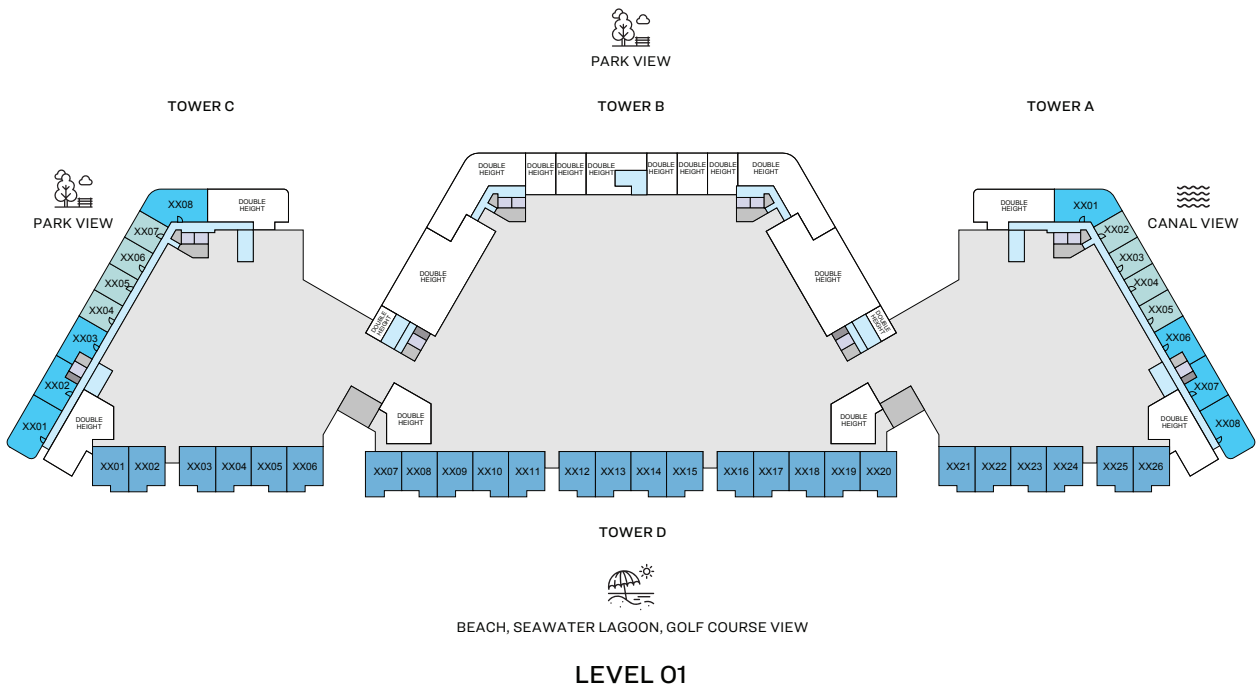 PARK VIEW
TOWER C
TOWER B
TOWER A
PARK VIEW
CANAL VIEW
DOUBLE
HEIGHT
DOUBLE
HEIGHT
DOUBLE
HEIGHT
DOUBLE
HEIGHT
DOUBLE
HEIGHT
DOUBLE
HEIGHT
DOUBLE
HEIGHT
DOUBLE
HEIGHT
XX08
DOUBLE
HEIGHT
XX07
XX06
XX05
XX04
XX03
XX02
XX01
DOUBLE
HEIGHT
DOUBLE
HEIGHT
DOUBLE
HEIGHT
DOUBLE
HEIGHT
DOUBLE
HEIGHT
DOUBLE
HEIGHT
XX01
XX02
XX03
XX04
XX05
XX06
XX07
XX08
DOUBLE
HEIGHT
DOUBLE
HEIGHT
DOUBLE
HEIGHT
DOUBLE
HEIGHT
XX01 XX02 XX03 XX04 XX05 XX06 XX07 XX08 XX09 XX10 XX11 XX12 XX13 XX14 XX15 XX16 XX17 XX18 XX19 XX20 XX21 XX22 XX23 XX24 XX25 XX26
TOWER D
BEACH, SEAWATER LAGOON, GOLF COURSE VIEW
LEVEL 01